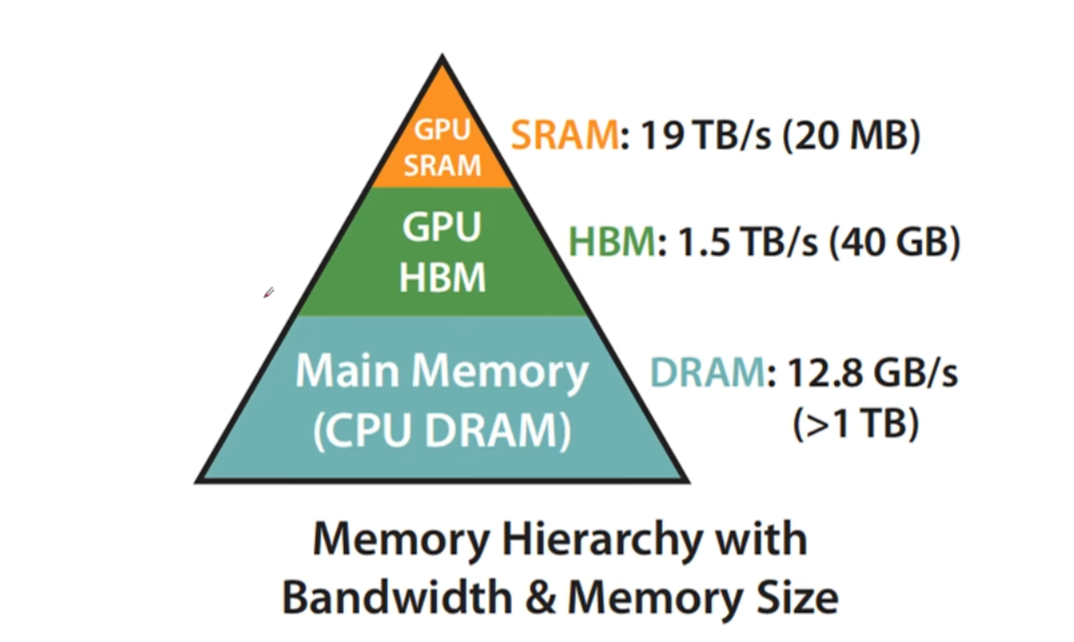 GPU
SRAM
SRAM: 19 TB/s (20 MB)
GPU
HBM
HBM: 1.5 TB/s (40 GB)
Main Memory
(CPU DRAM)
DRAM: 12.8 GB/s
(>1 TB)
Memory Hierarchy with
Bandwidth & Memory Size